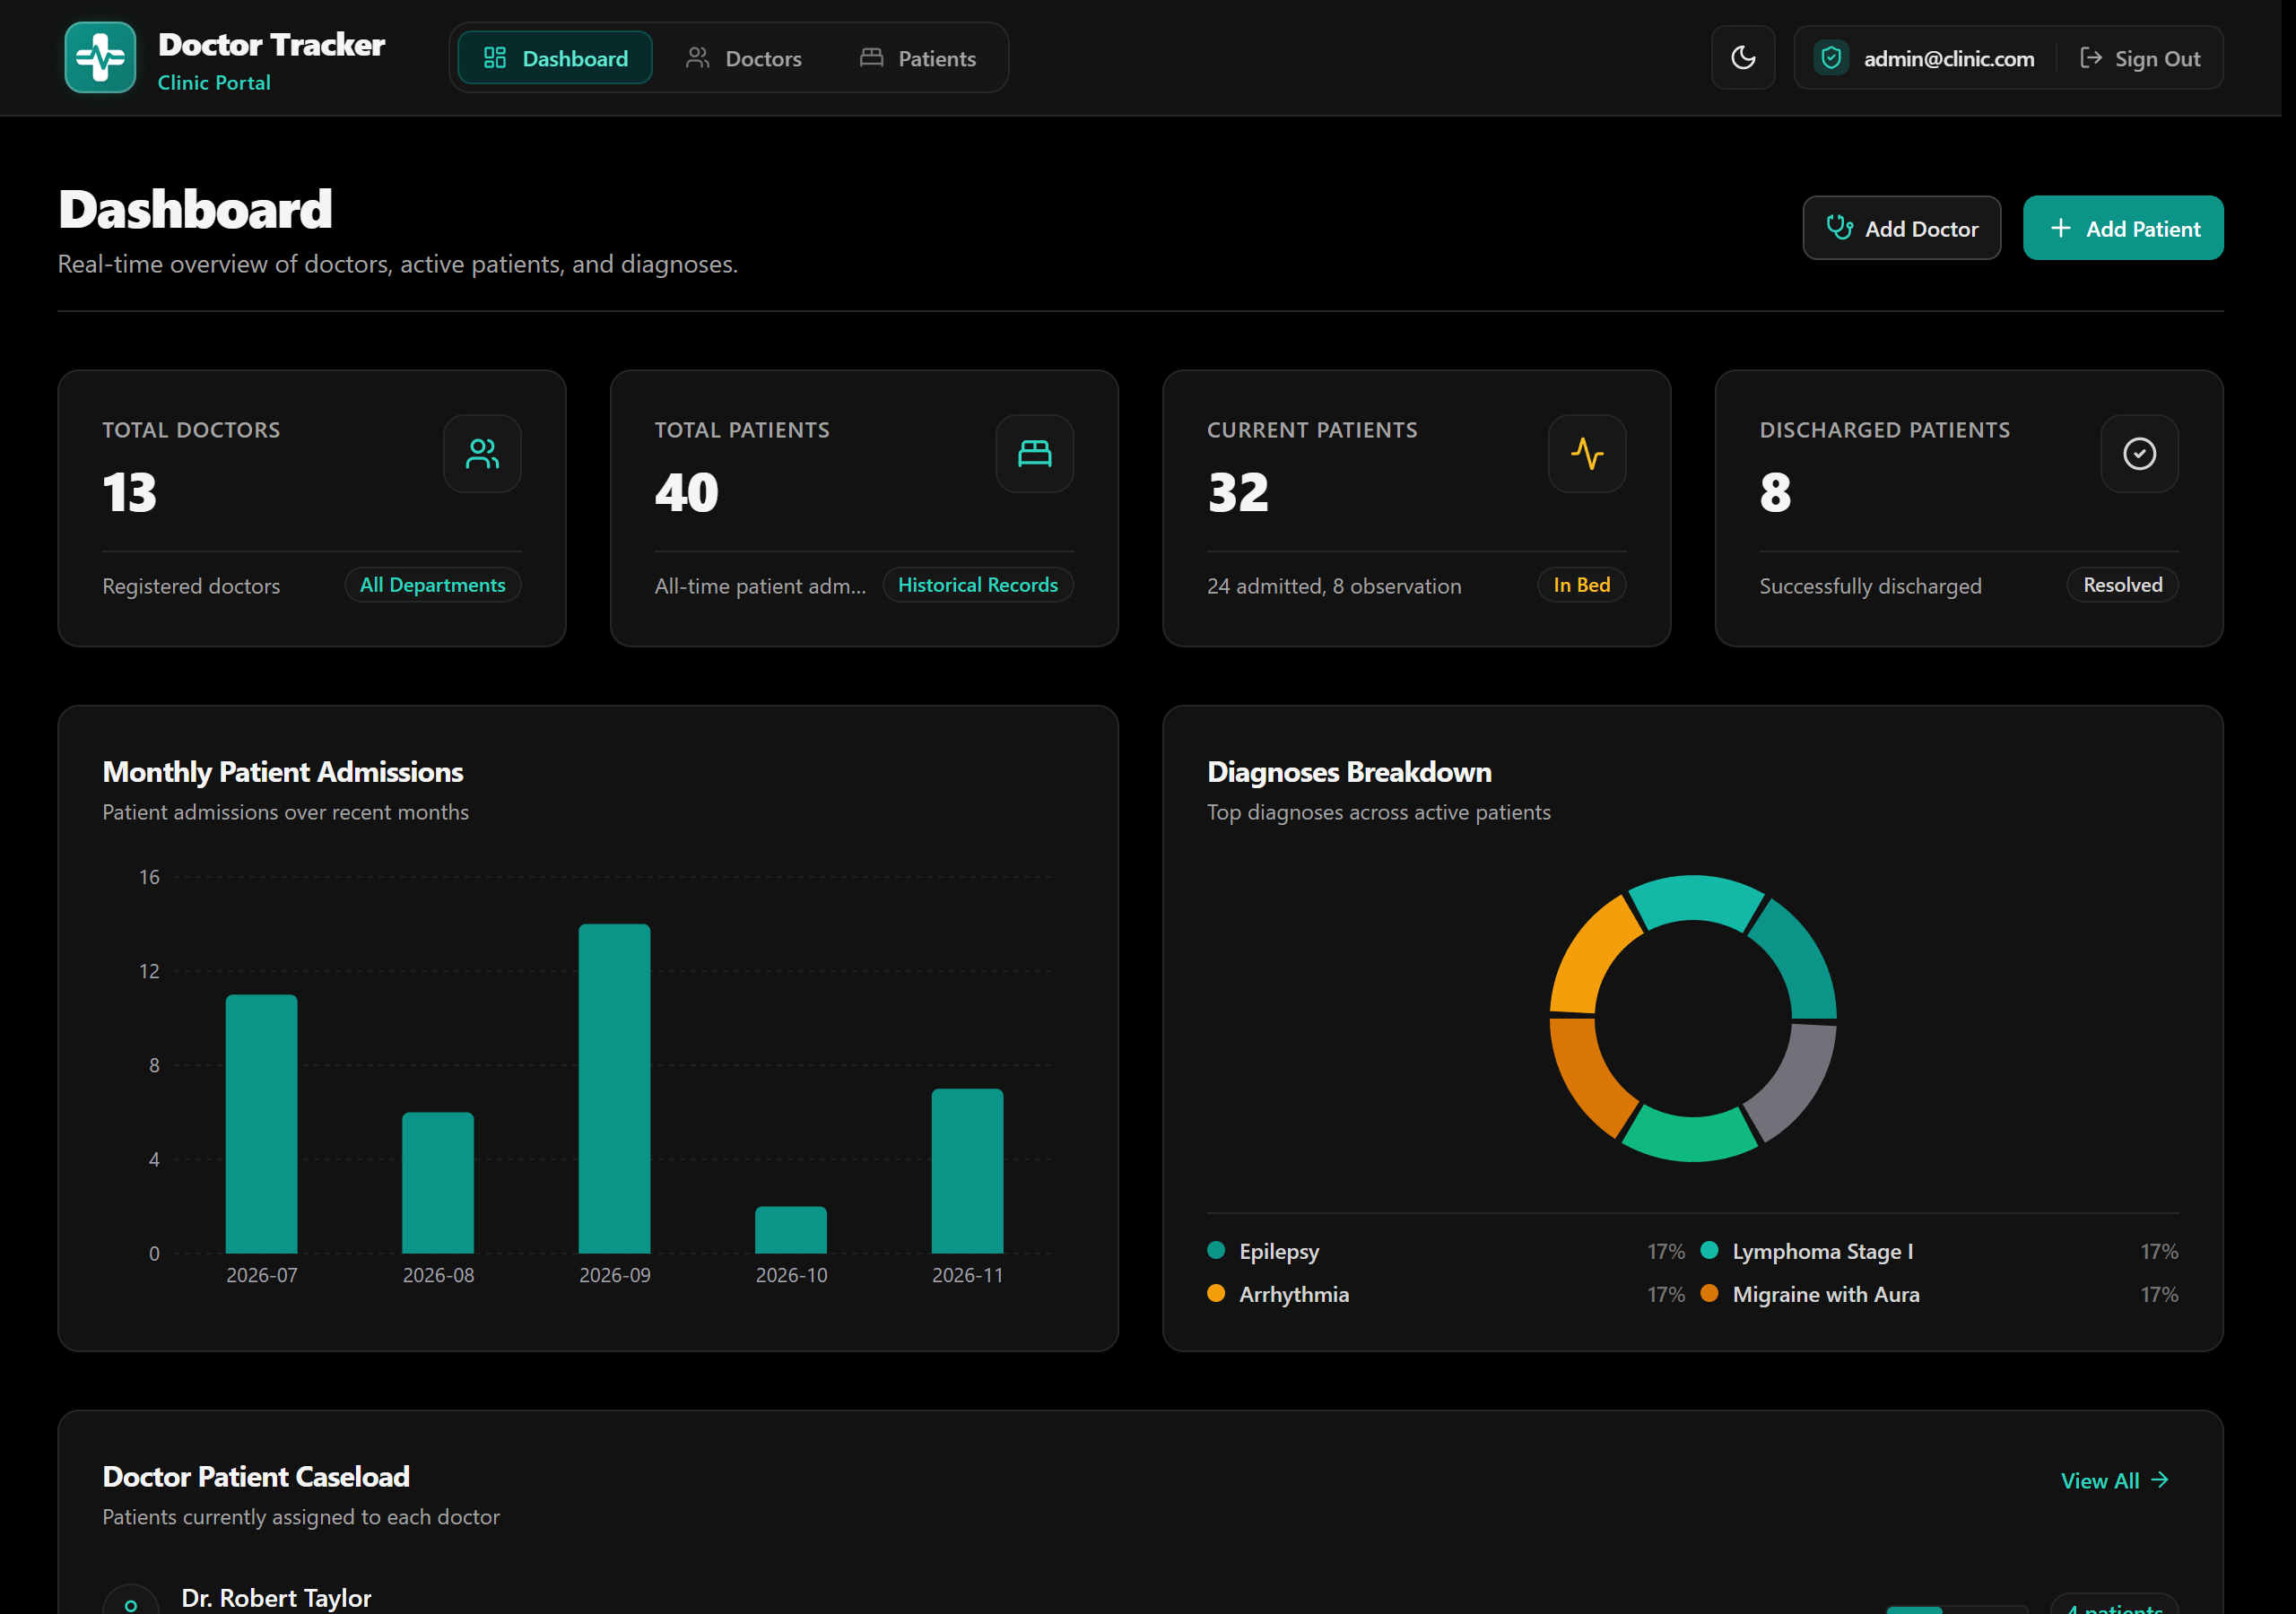 Doctor Tracker
Clinic Portal
Dashboard
Doctors
Patients
admin@clinic.com
Sign Out
Dashboard
Real-time overview of doctors, active patients, and diagnoses.
Add Doctor
Add Patient
TOTAL DOCTORS
13
Registered doctors
All Departments
TOTAL PATIENTS
40
All-time patient adm...
Historical Records
CURRENT PATIENTS
32
24 admitted, 8 observation
In Bed
DISCHARGED PATIENTS
8
Successfully discharged
Resolved
Monthly Patient Admissions
Patient admissions over recent months
16
12
8
4
0
2026-07
2026-08
2026-09
2026-10
2026-11
Diagnoses Breakdown
Top diagnoses across active patients
Epilepsy 17%
Lymphoma Stage I 17%
Arrhythmia 17%
Migraine with Aura 17%
Doctor Patient Caseload
Patients currently assigned to each doctor
View All
Dr. Robert Taylor
4 patients